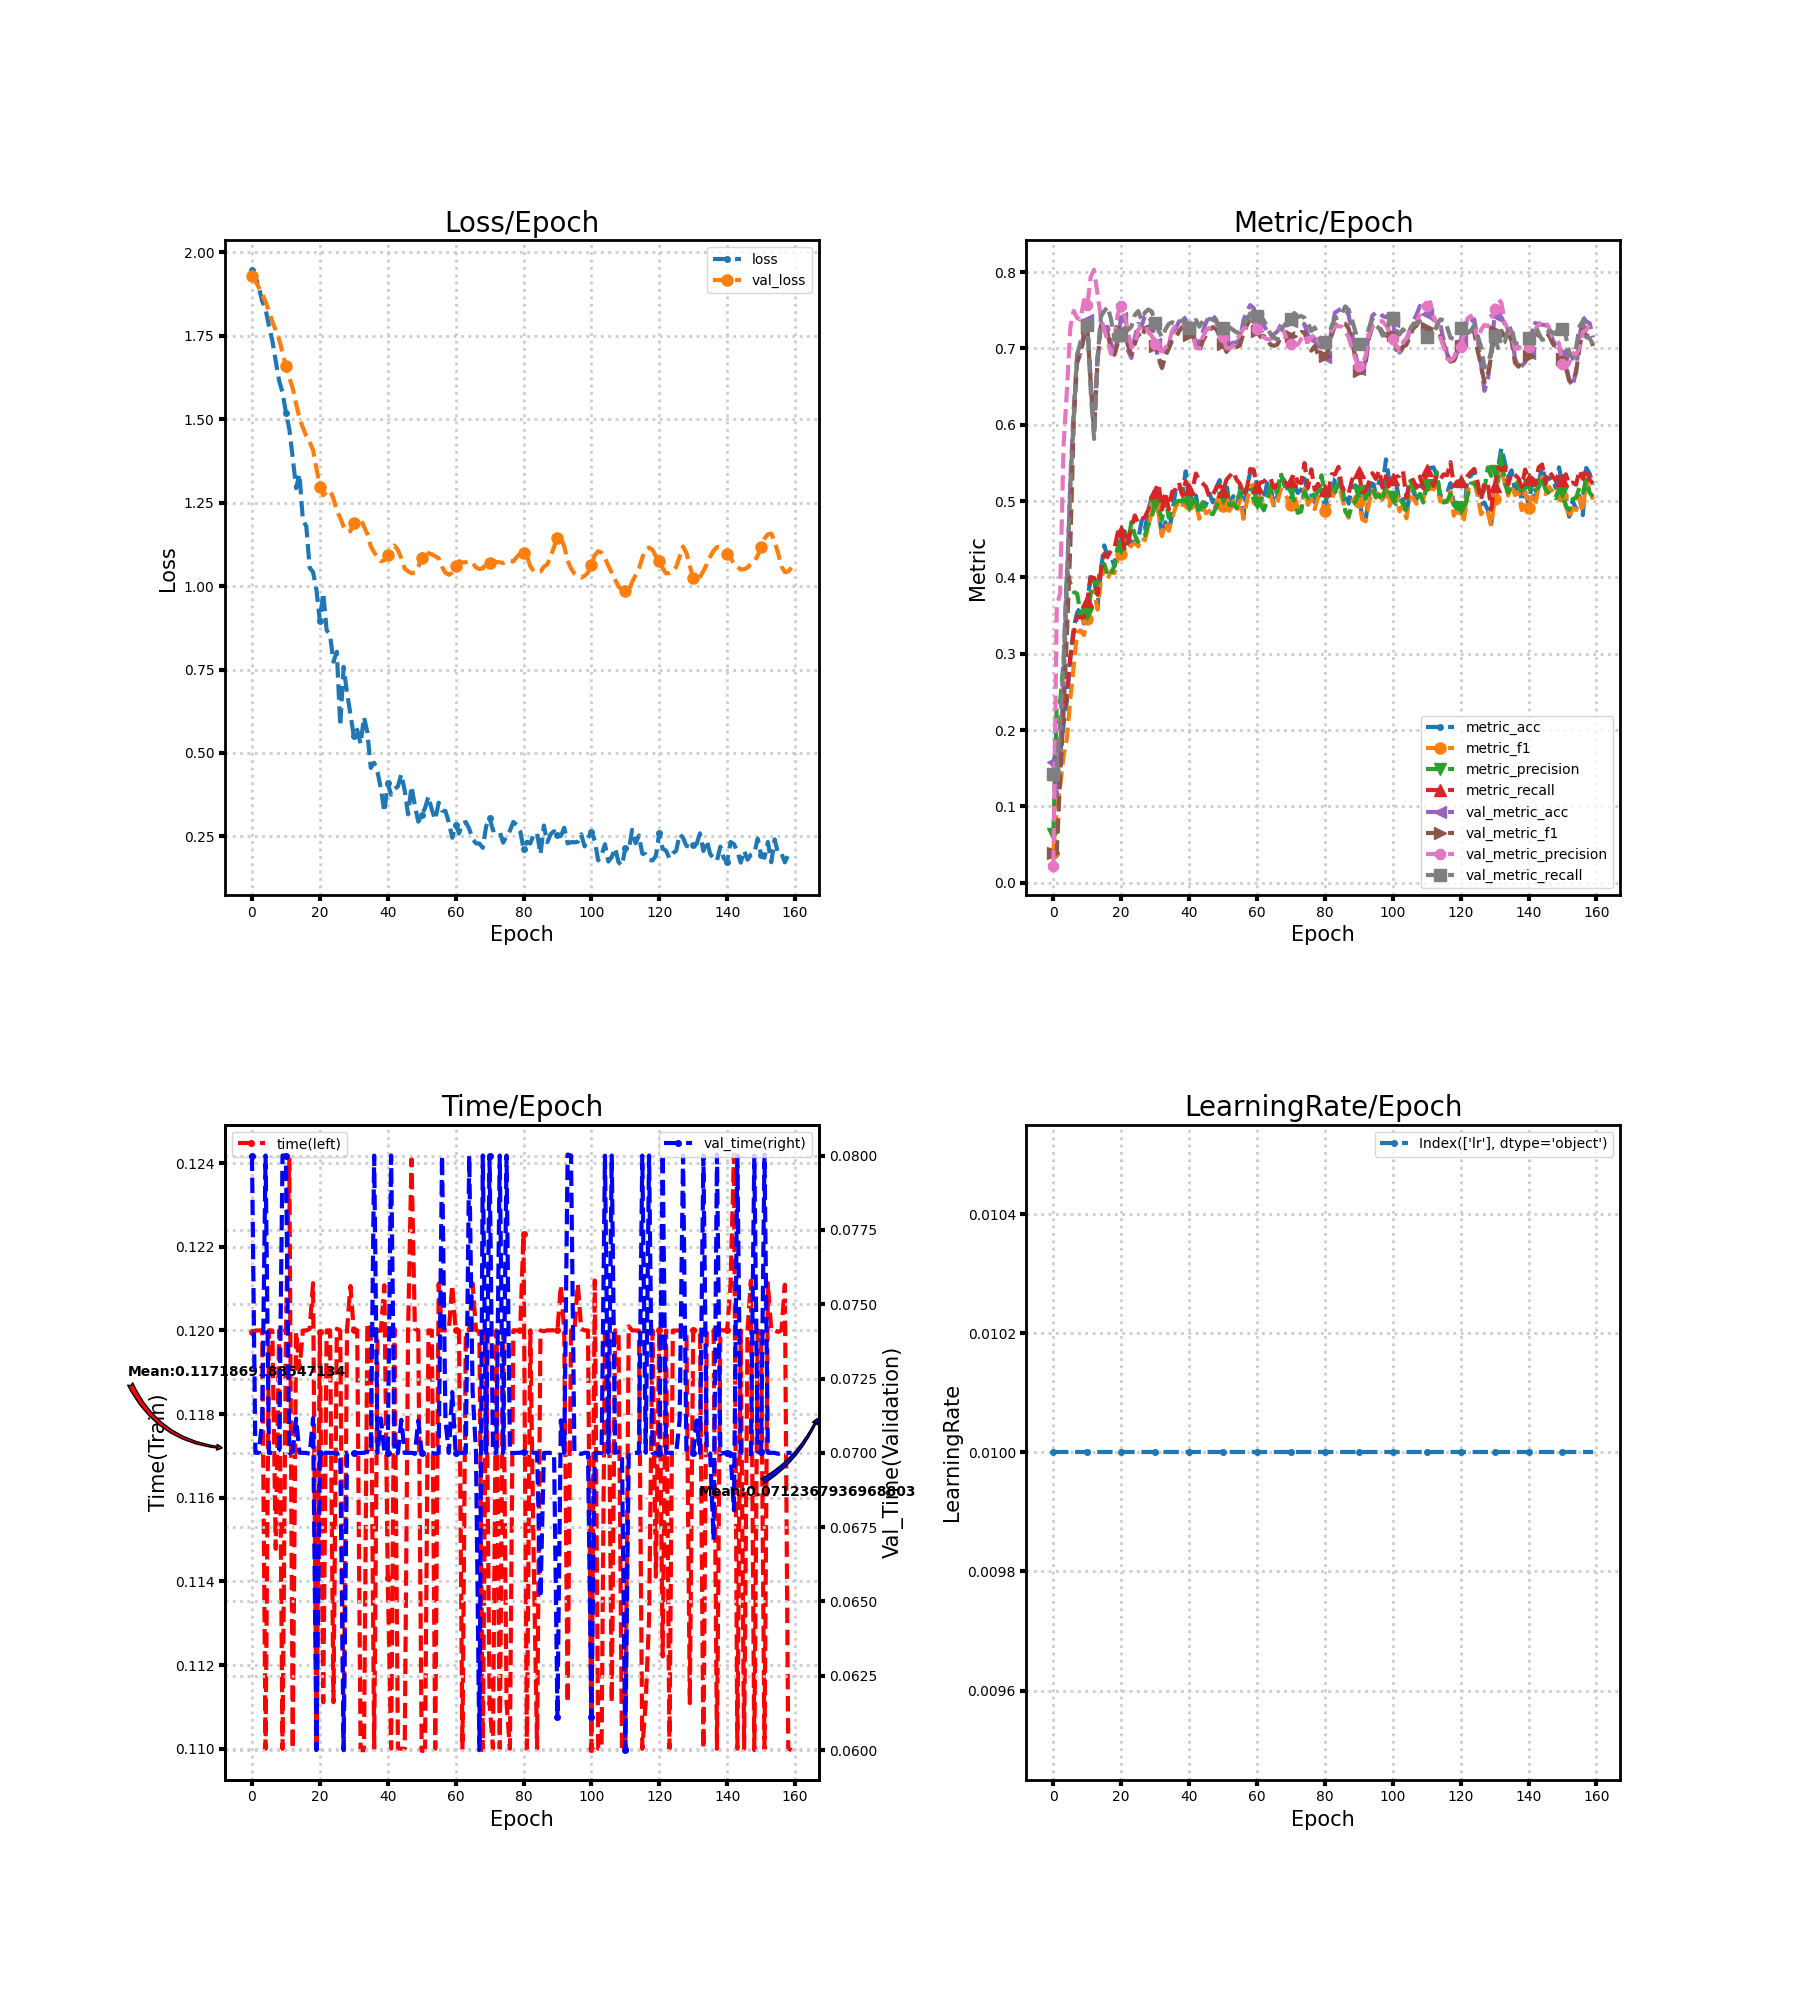 Loss/Epoch
2.00
1.75
1.50
1.25
1.00
0.75
0.50
0.25
Loss
loss
val_loss
0 20 40 60 80 100 120 140 160
Epoch
Metric/Epoch
0.8
0.7
0.6
0.5
0.4
0.3
0.2
0.1
0.0
Metric
metric_acc
metric_f1
metric_precision
metric_recall
val_metric_acc
val_metric_f1
val_metric_precision
val_metric_recall
0 20 40 60 80 100 120 140 160
Epoch
Time/Epoch
time(left)
val_time(right)
0.124
0.122
0.120
0.118
0.116
0.114
0.112
0.110
Time(Train)
0.0800
0.0775
0.0750
0.0725
0.0700
0.0675
0.0650
0.0625
0.0600
Val_Time(Validation)
0 20 40 60 80 100 120 140 160
Epoch
LearningRate/Epoch
Index(['lr'], dtype='object')
0.0104
0.0102
0.0100
0.0098
0.0096
LearningRate
0 20 40 60 80 100 120 140 160
Epoch